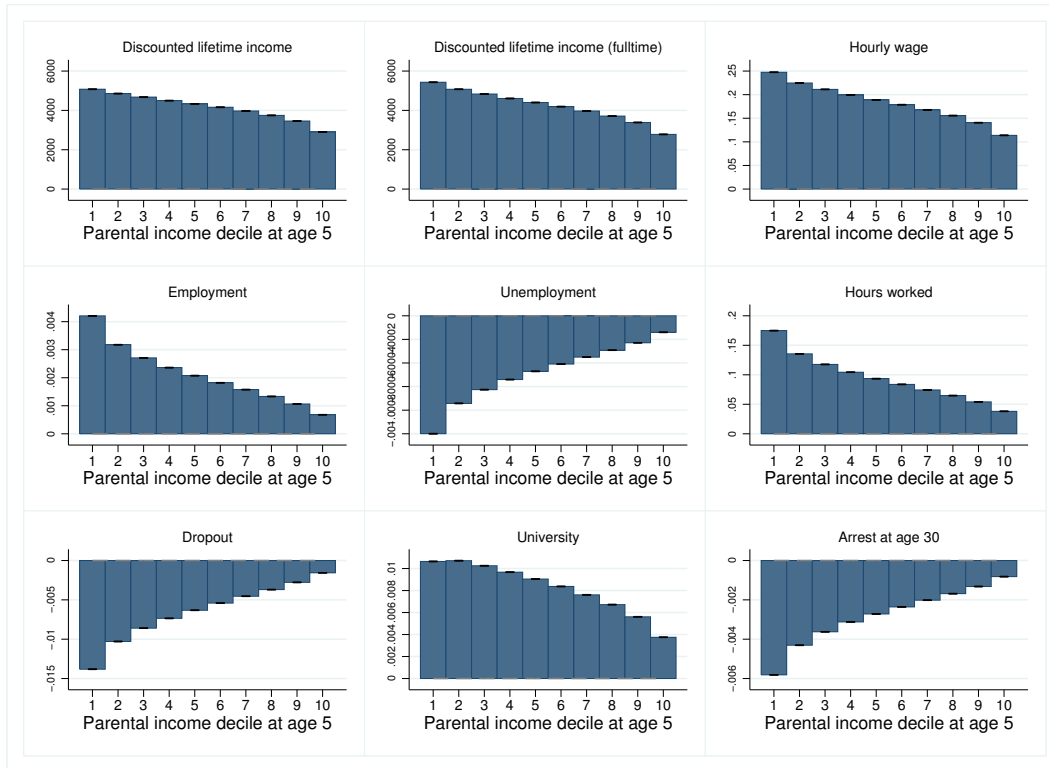 Discounted lifetime income
0 2000 4000 6000
1 2 3 4 5 6 7 8 9 10
Parental income decile at age 5
Discounted lifetime income (fulltime)
0 2000 4000 6000
1 2 3 4 5 6 7 8 9 10
Parental income decile at age 5
Hourly wage
0 .05 .1 .15 .2 .25
1 2 3 4 5 6 7 8 9 10
Parental income decile at age 5
Employment
0 .001 .002 .003 .004
1 2 3 4 5 6 7 8 9 10
Parental income decile at age 5
Unemployment
0
1 2 3 4 5 6 7 8 9 10
Parental income decile at age 5
Hours worked
0 .05 .1 .15 .2
1 2 3 4 5 6 7 8 9 10
Parental income decile at age 5
Dropout
-.015 -.01 -.005 0
1 2 3 4 5 6 7 8 9 10
Parental income decile at age 5
University
0 .002 .004 .006 .008 .01
1 2 3 4 5 6 7 8 9 10
Parental income decile at age 5
Arrest at age 30
-.006 -.004 -.002 0
1 2 3 4 5 6 7 8 9 10
Parental income decile at age 5